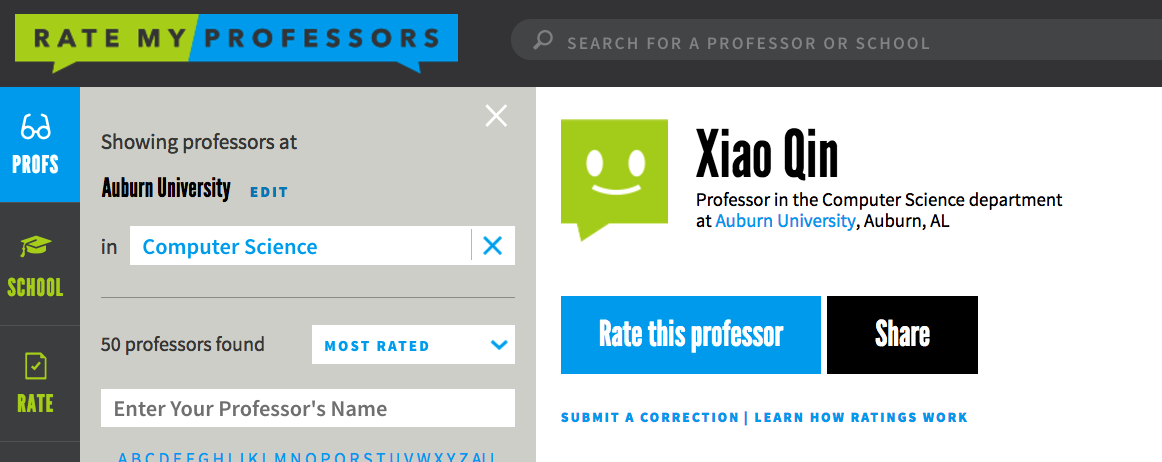 RATE MY PROFESSORS
SEARCH FOR A PROFESSOR OR SCHOOL
PROFS
SCHOOL
RATE
Showing professors at
Auburn University EDIT
in Computer Science
50 professors found MOST RATED
Enter Your Professor's Name
A B C D E F G H I J K L M N O P Q R S T U V W X Y Z ALL
Xiao Qin
Professor in the Computer Science department
at Auburn University, Auburn, AL
Rate this professor Share
SUBMIT A CORRECTION | LEARN HOW RATINGS WORK